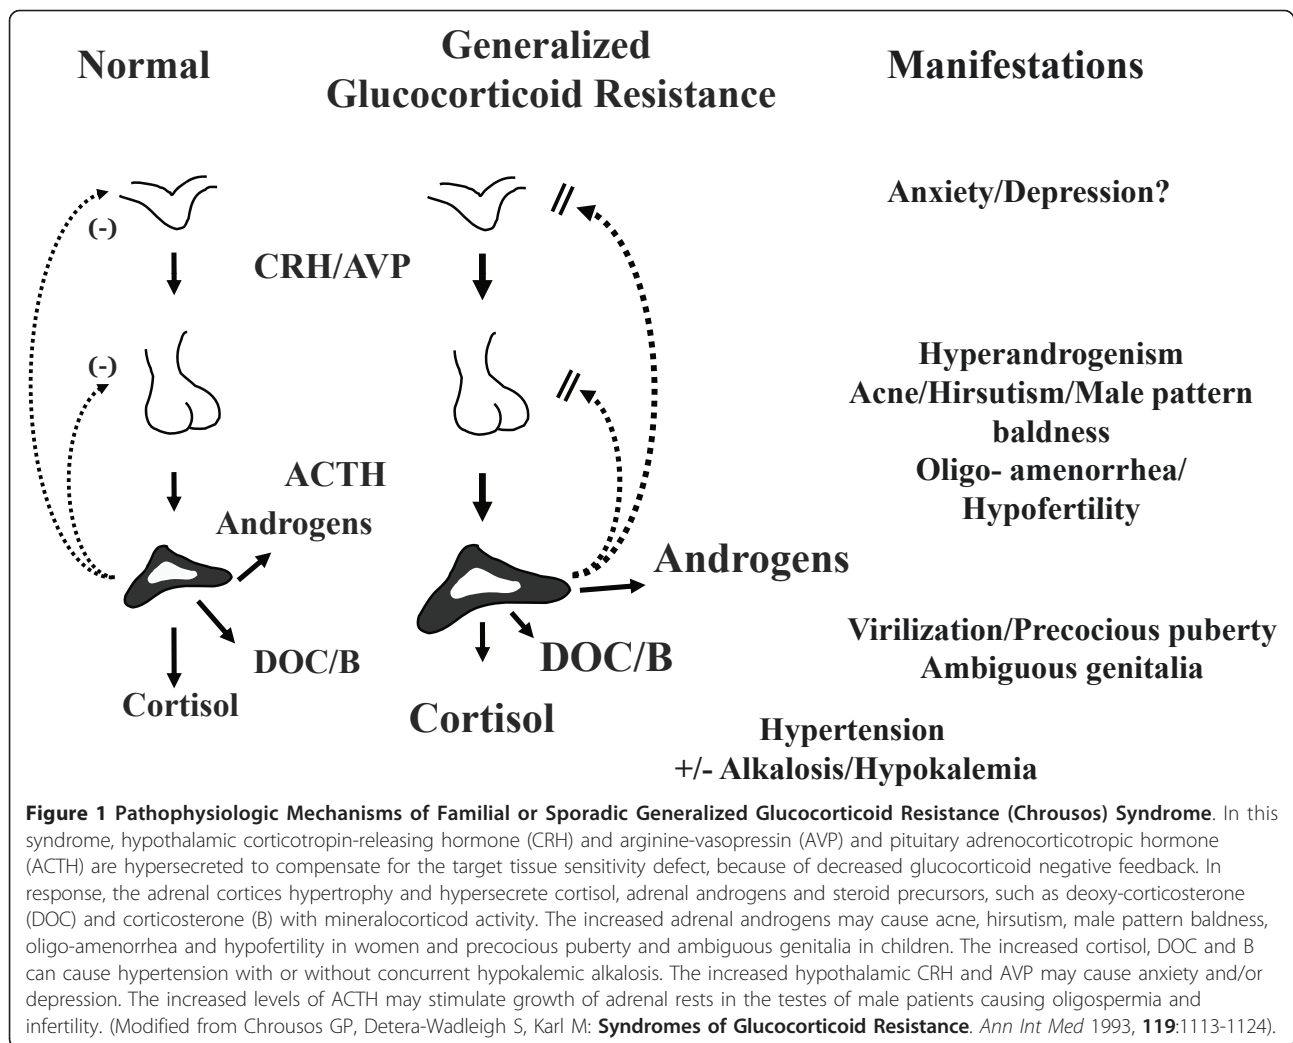 Normal
Generalized
Glucocorticoid Resistance
Manifestations
(-)
CRH/AVP
(-)
ACTH
Androgens
DOC/B
Cortisol
Androgens
DOC/B
Cortisol
Anxiety/Depression?
Hyperandrogenism
Acne/Hirsutism/Male pattern
baldness
Oligo- amenorrhea/
Hypofertility
Virilization/Precocious puberty
Ambiguous genitalia
Hypertension
+/- Alkalosis/Hypokalemia
Figure 1 Pathophysiologic Mechanisms of Familial or Sporadic Generalized Glucocorticoid Resistance (Chrousos) Syndrome. In this
syndrome, hypothalamic corticotropin-releasing hormone (CRH) and arginine-vasopressin (AVP) and pituitary adrenocorticotropic hormone
(ACTH) are hypersecreted to compensate for the target tissue sensitivity defect, because of decreased glucocorticoid negative feedback. In
response, the adrenal cortices hypertrophy and hypersecrete cortisol, adrenal androgens and steroid precursors, such as deoxy-corticosterone
(DOC) and corticosterone (B) with mineralocorticod activity. The increased adrenal androgens may cause acne, hirsutism, male pattern baldness,
oligo-amenorrhea and hypofertility in women and precocious puberty and ambiguous genitalia in children. The increased cortisol, DOC and B
can cause hypertension with or without concurrent hypokalemic alkalosis. The increased hypothalamic CRH and AVP may cause anxiety and/or
depression. The increased levels of ACTH may stimulate growth of adrenal rests in the testes of male patients causing oligospermia and
infertility. (Modified from Chrousos GP, Detera-Wadleigh S, Karl M: Syndromes of Glucocorticoid Resistance. Ann Int Med 1993, 119:1113-1124).